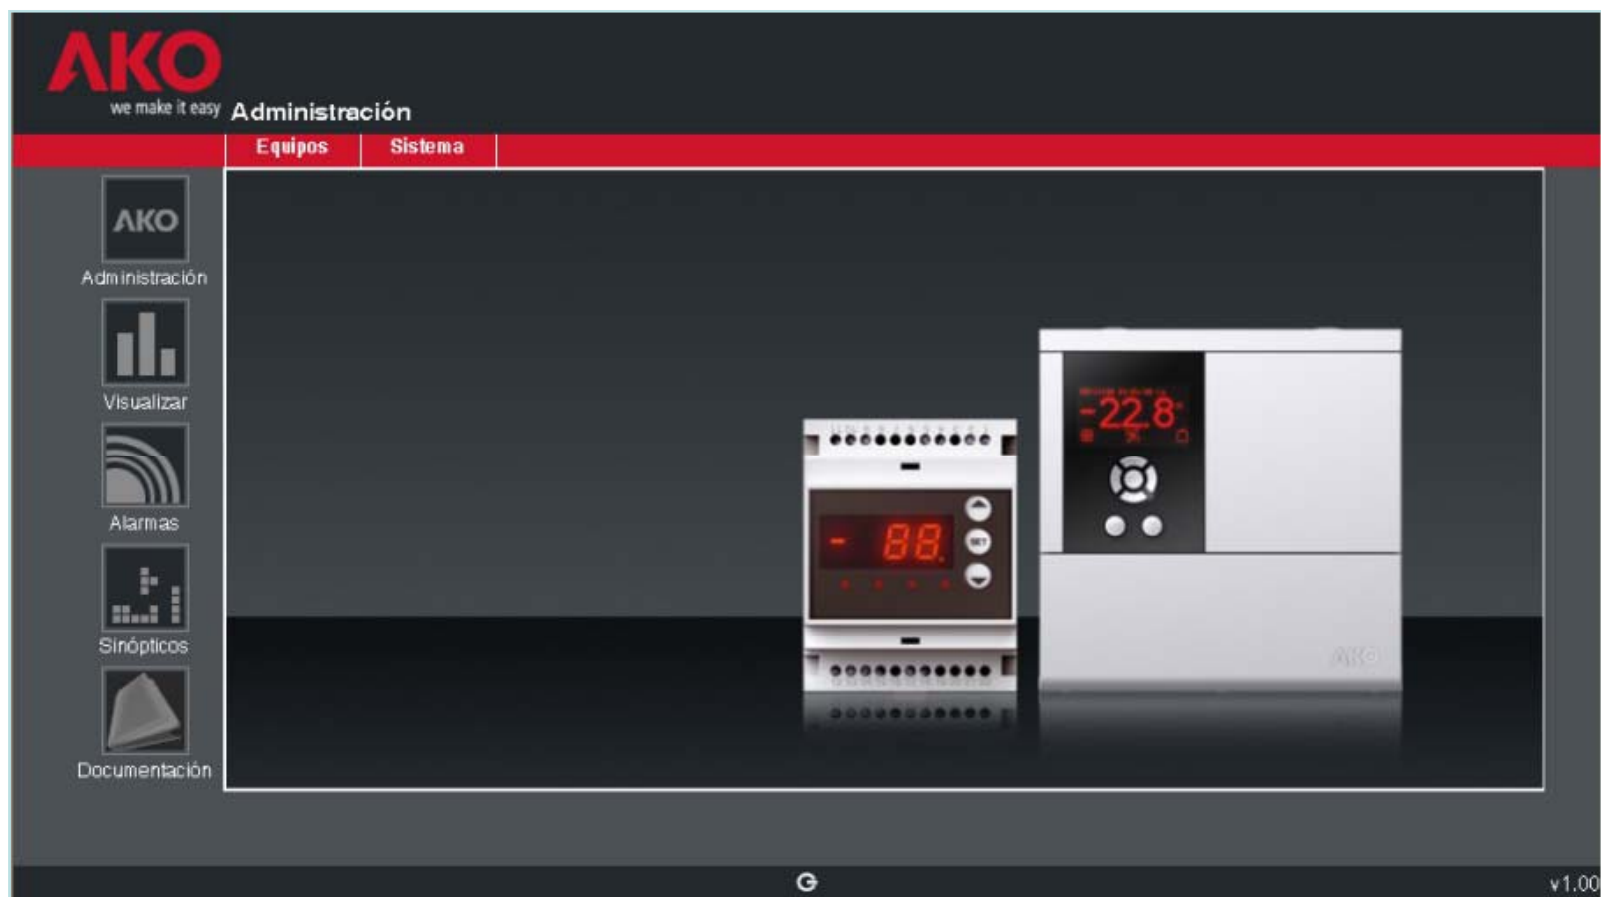 AKO
we make it easy
Administración
Equipos
Sistema
AKO
Administración
Visualizar
Alarmas
Sinópticos
Documentación
-22.8
- 88.
SET
AKO
v1.00